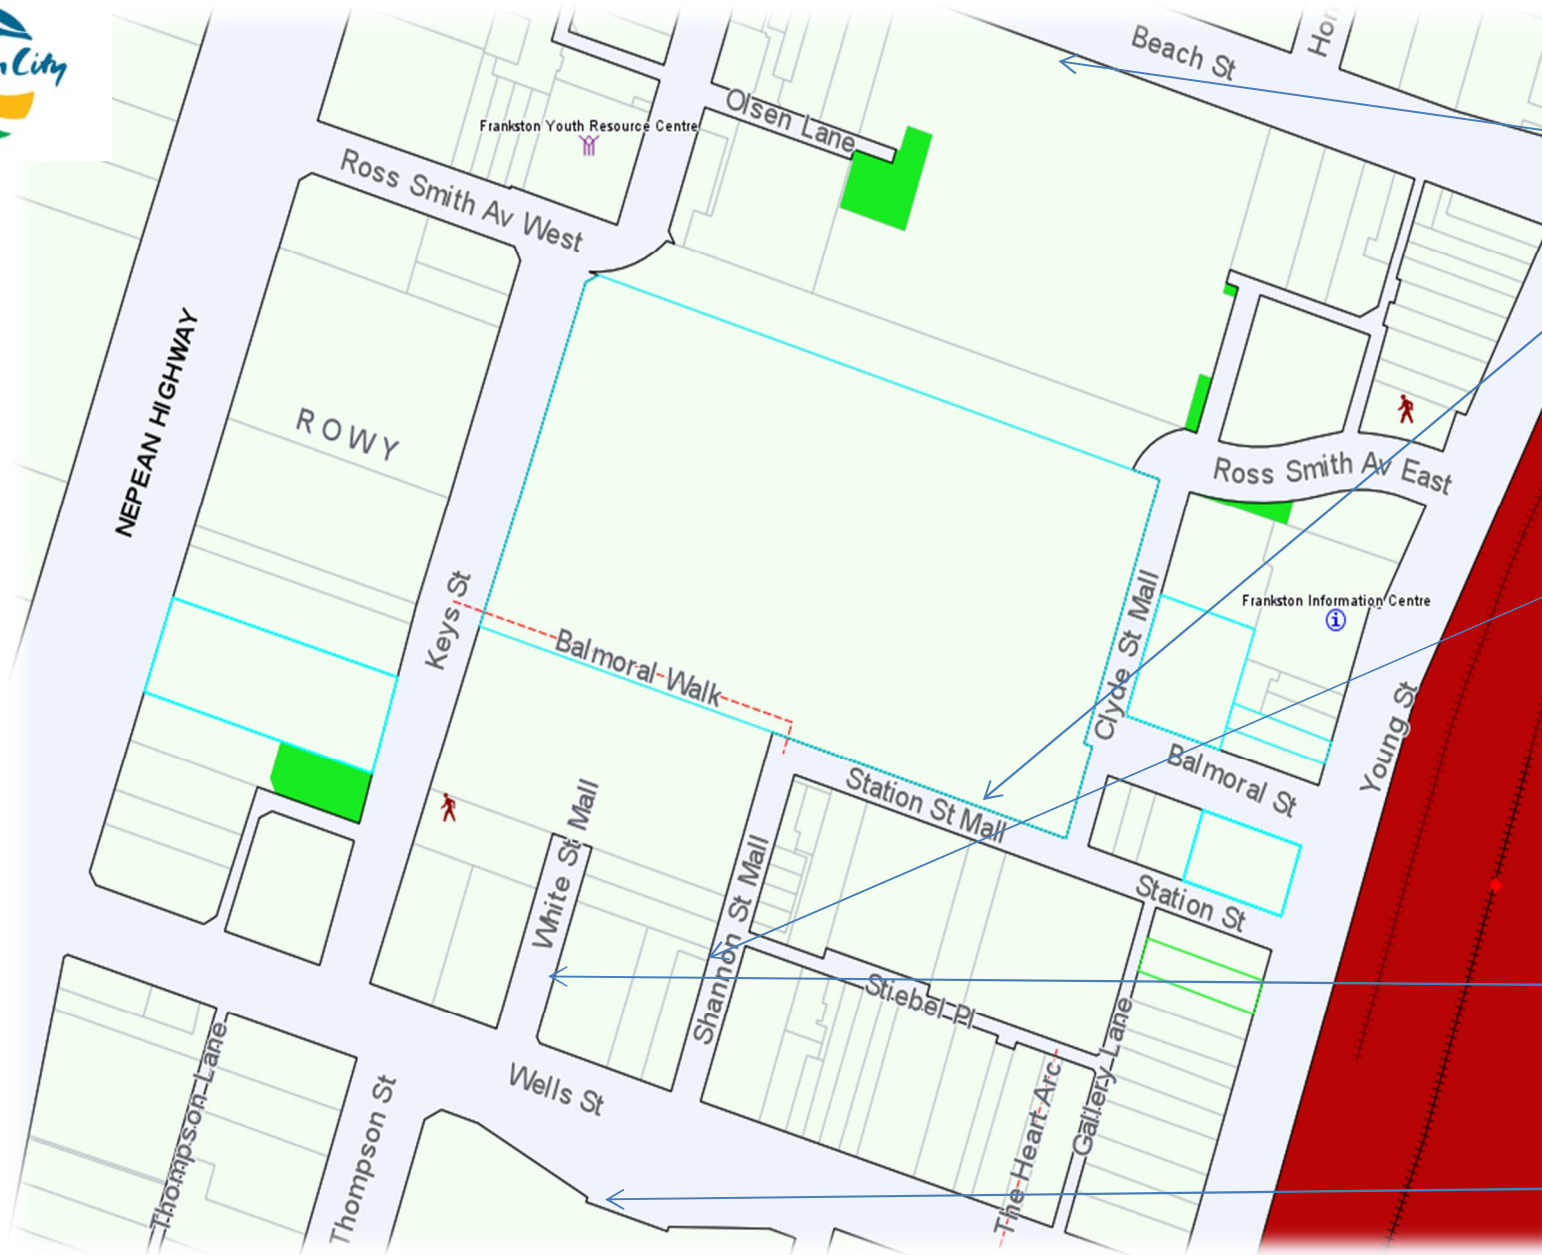 n City
Beach St
Hon
Olsen Lane
Frankston Youth Resource Centre
Ross Smith Av West
NEPEAN HIGHWAY
ROWY
Ross Smith Av East
Keys St
Balmoral Walk
Clyde St Mall
Frankston Information Centre
i
Young St
Balmoral St
Station St Mall
White St Mall
Shannon St Mall
Station St
Stiebel Pl
Wells St
Gallery Lane
The Heart Arc
Thompson Lane
Thompson St